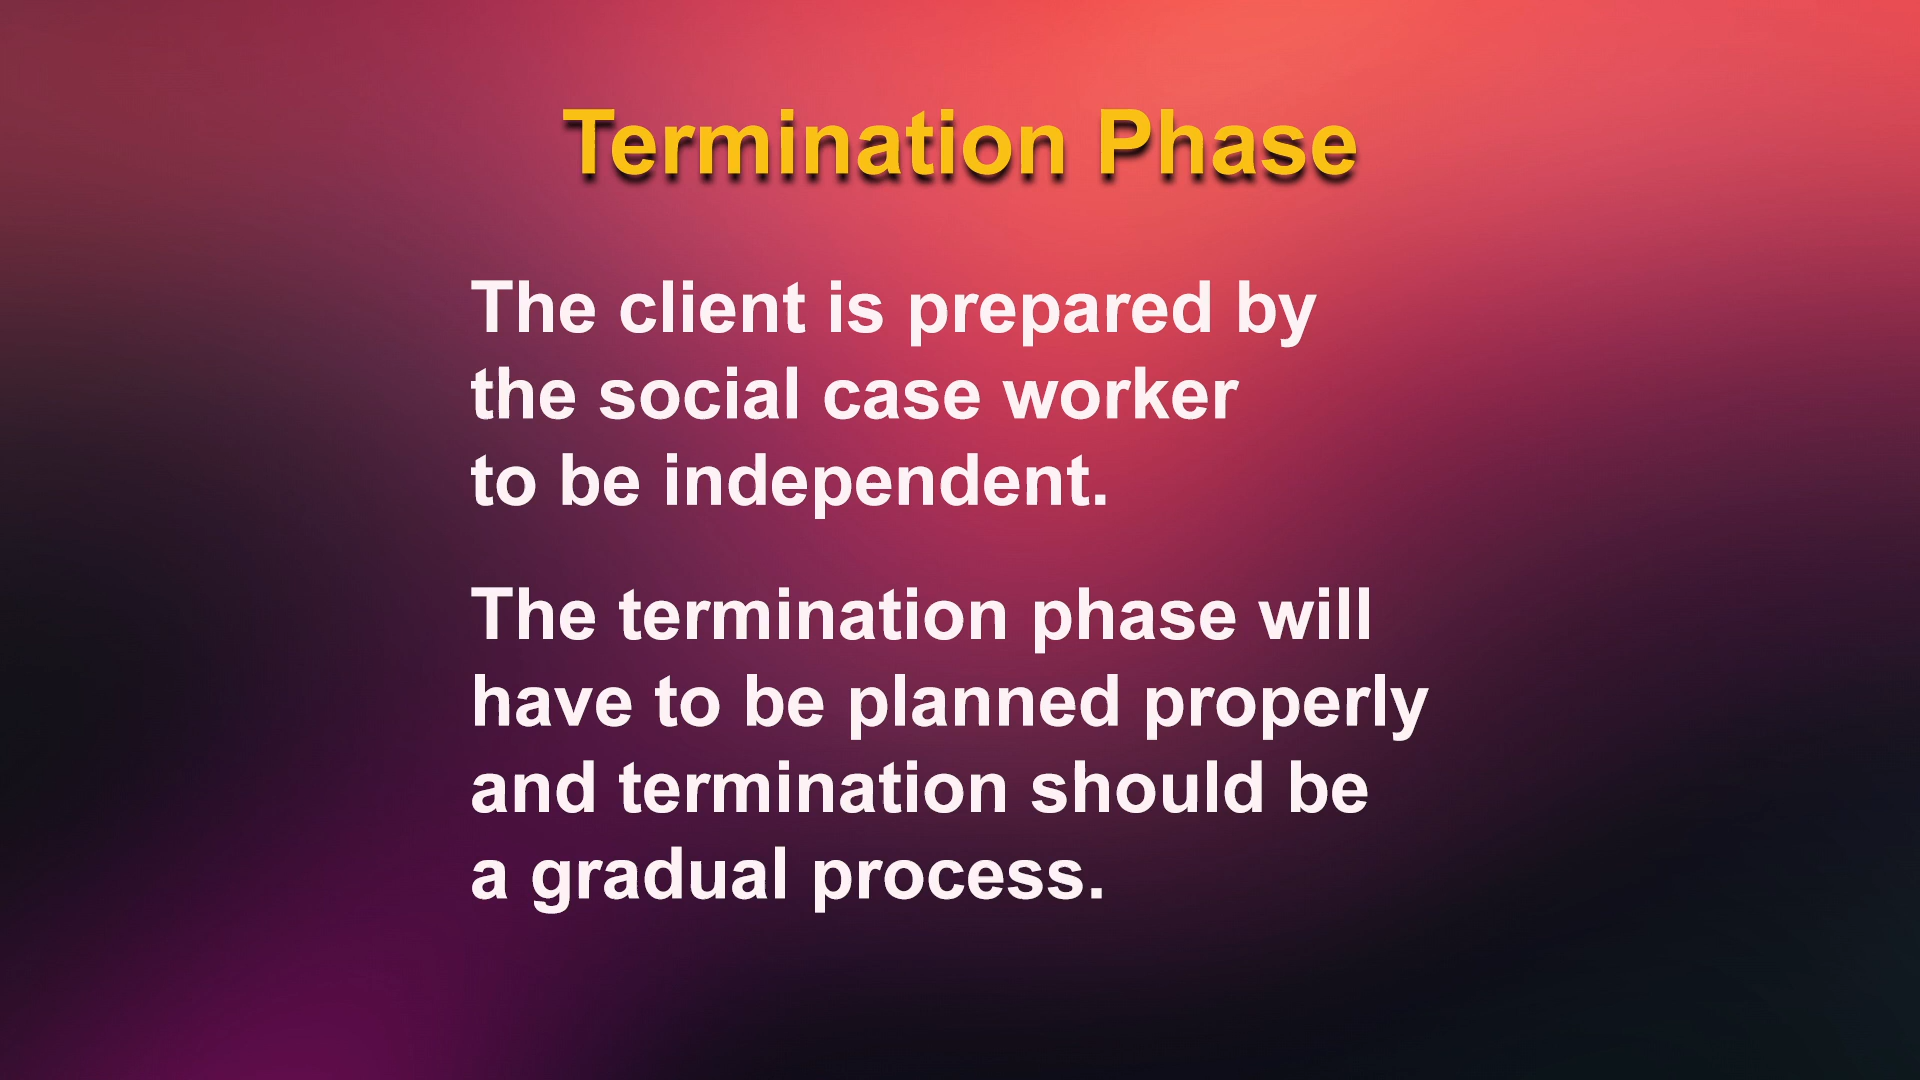 Termination Phase
The client is prepared by
the social case worker
to be independent.
The termination phase will
have to be planned properly
and termination should be
a gradual process.